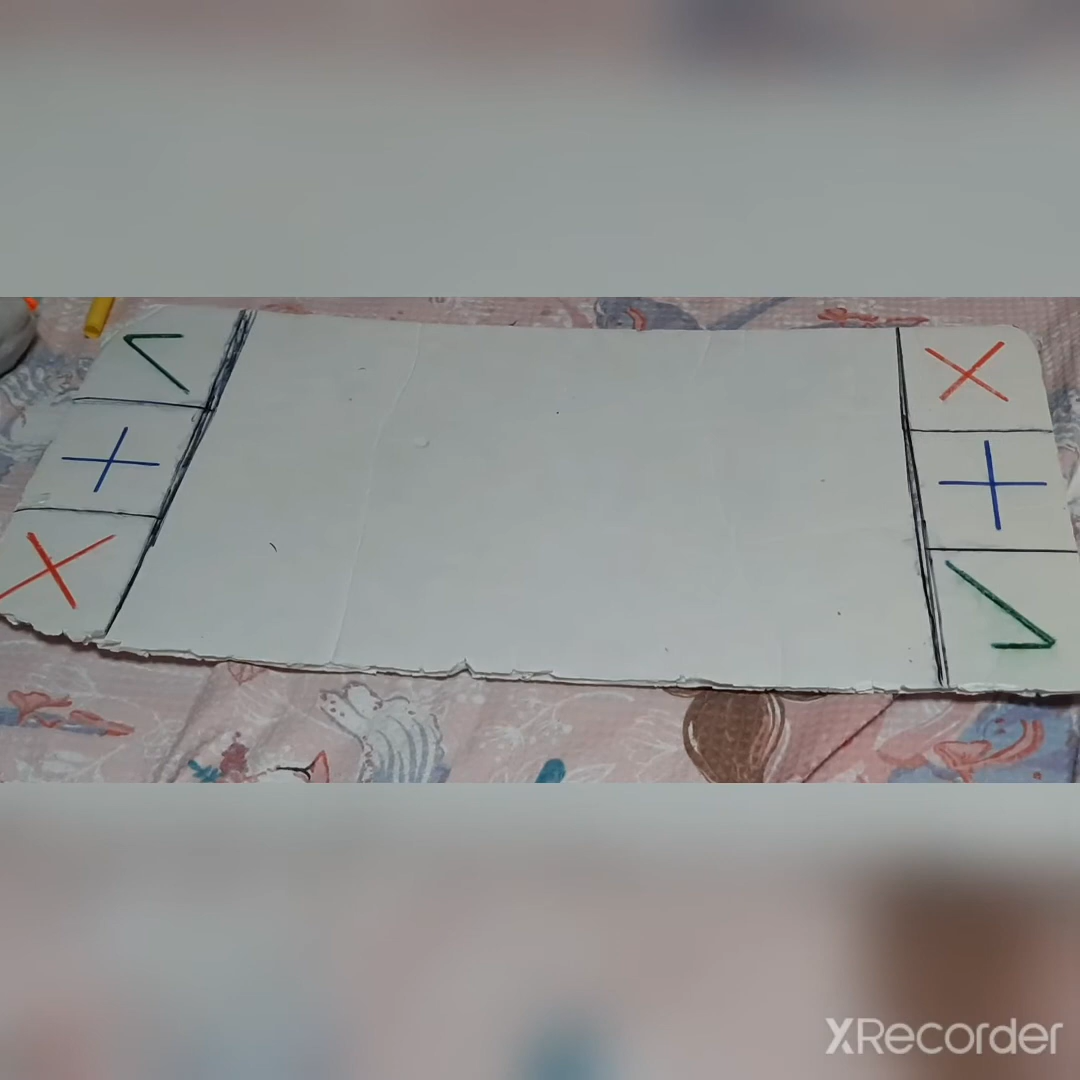 ✓ X
+ +
X ✓
XRecorder